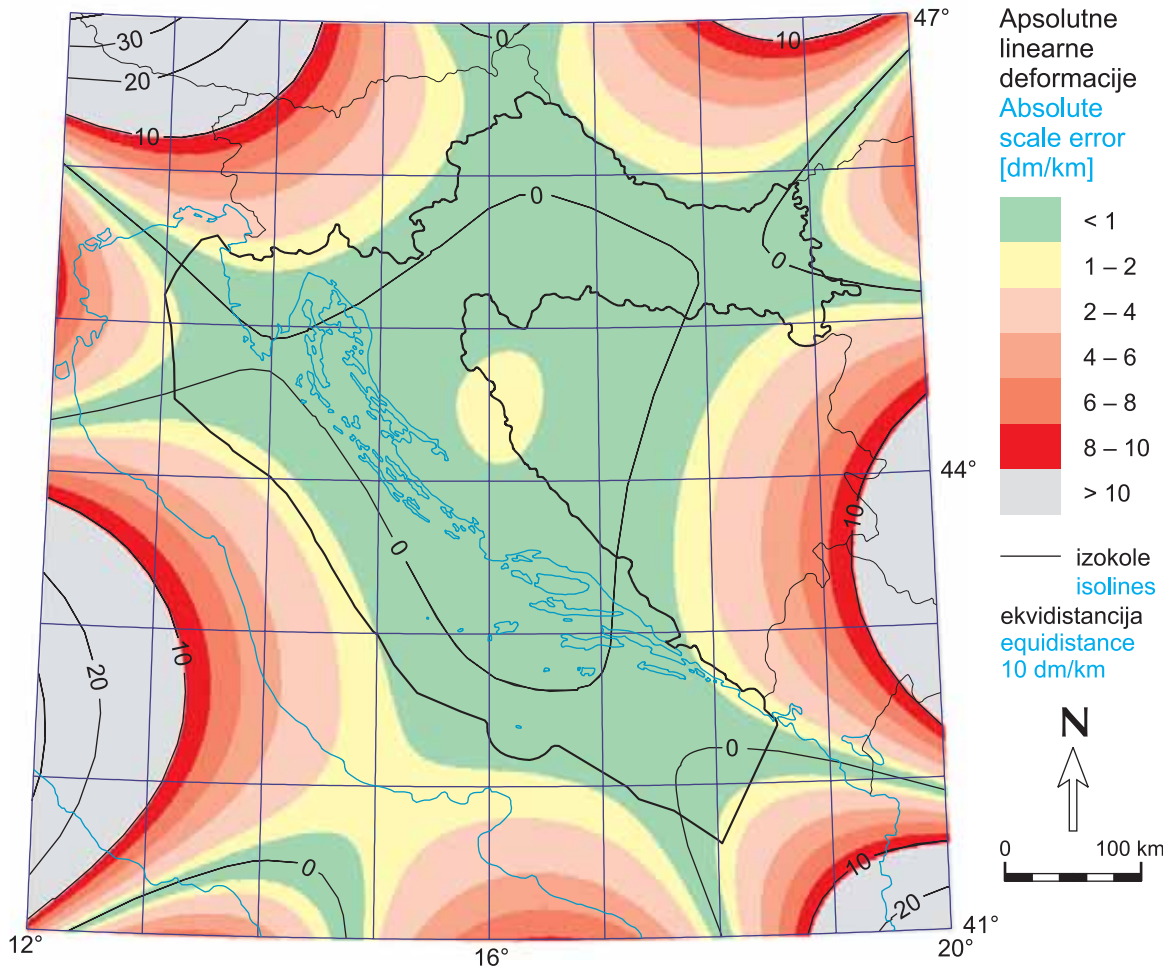 47°
30
20
10
0
10
0
0
0
10
10
20
0
0
10
20
44°
41°
12°
16°
20°
Apsolutne
linearne
deformacije
Absolute
scale error
[dm/km]
< 1
1 – 2
2 – 4
4 – 6
6 – 8
8 – 10
> 10
izokole
isolines
ekvidistancija
equidistance
10 dm/km
N
0 100 km